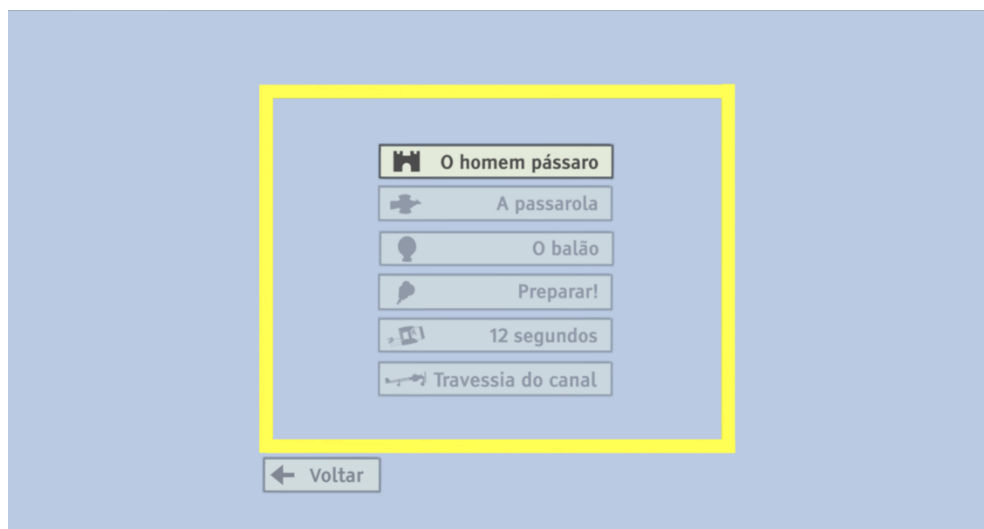 O homem pássaro
A passarola
O balão
Preparar!
12 segundos
Travessia do canal
Voltar